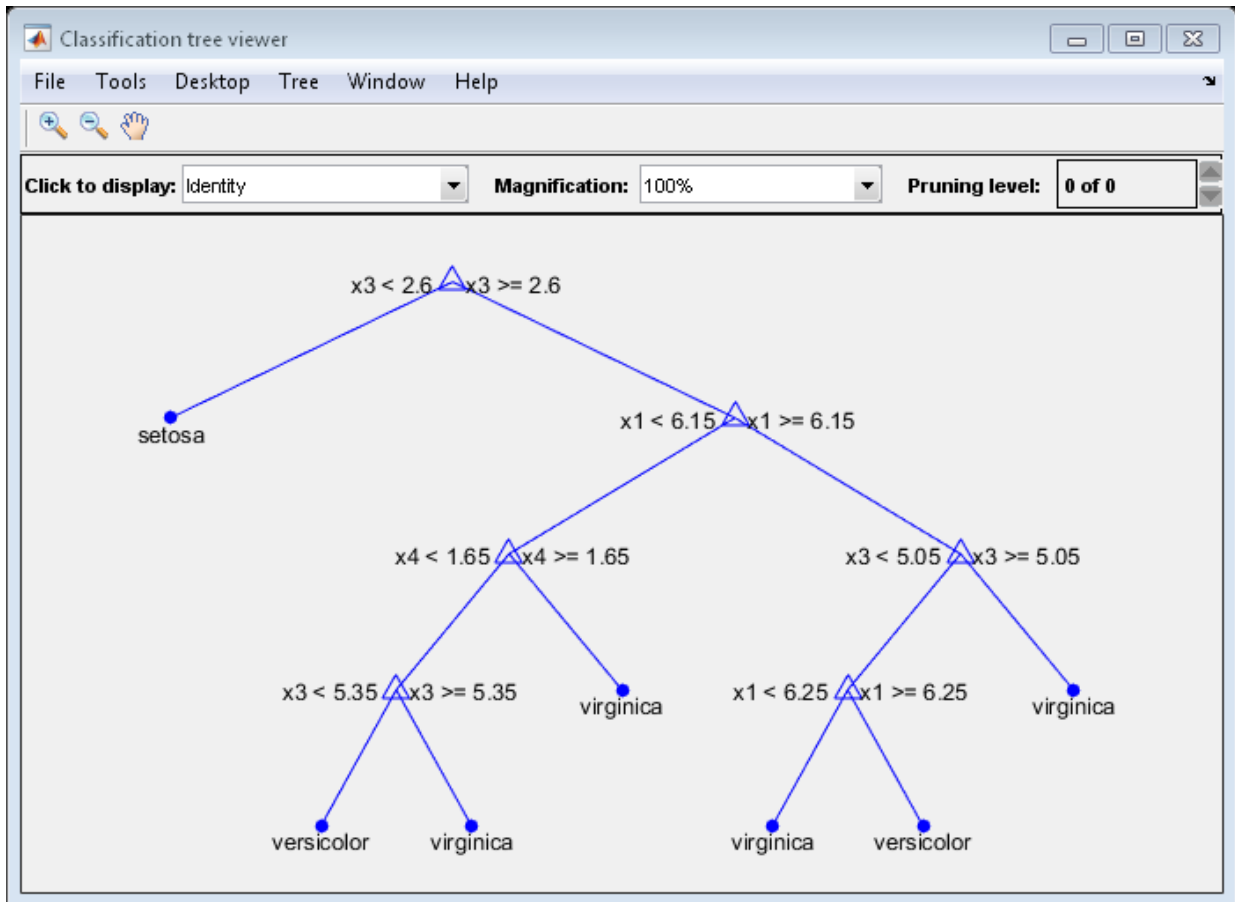 Classification tree viewer
File Tools Desktop Tree Window Help
Click to display: Identity Magnification: 100% Pruning level: 0 of 0
x3 < 2.6 x3 >= 2.6
setosa
x1 < 6.15 x1 >= 6.15
x4 < 1.65 x4 >= 1.65
x3 < 5.05 x3 >= 5.05
x3 < 5.35 x3 >= 5.35
virginica
x1 < 6.25 x1 >= 6.25
virginica
versicolor
virginica
virginica
versicolor